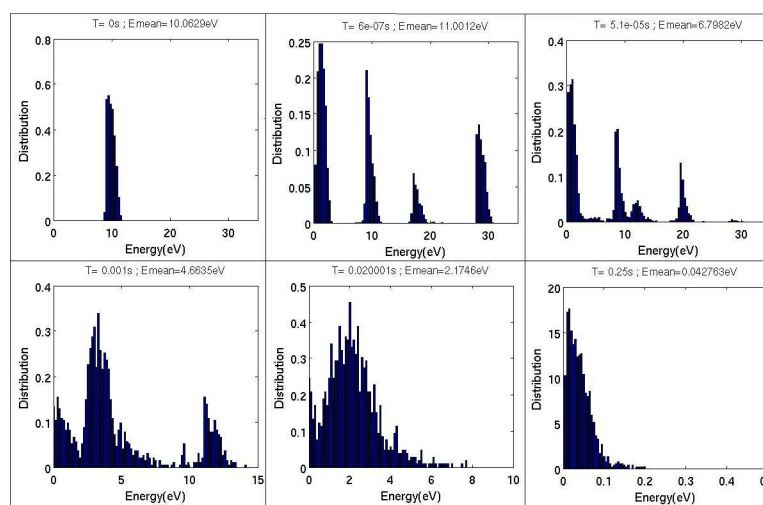 T= 0s ; Emean=10.0629eV
0.8
0.6
0.4
0.2
0
Distribution
0 10 20 30
Energy(eV)
T= 6e-07s ; Emean=11.0012eV
0.25
0.2
0.15
0.1
0.05
0
Distribution
0 10 20 30
Energy(eV)
T= 5.1e-05s ; Emean=6.7982eV
0.5
0.4
0.3
0.2
0.1
0
Distribution
0 10 20 30
Energy(eV)
T= 0.001s ; Emean=4.6635eV
0.4
0.3
0.2
0.1
0
Distribution
0 5 10 15
Energy(eV)
T= 0.020001s ; Emean=2.1746eV
0.5
0.4
0.3
0.2
0.1
0
Distribution
0 2 4 6 8 10
Energy(eV)
T= 0.25s ; Emean=0.042763eV
20
15
10
5
0
Distribution
0 0.1 0.2 0.3 0.4
Energy(eV)